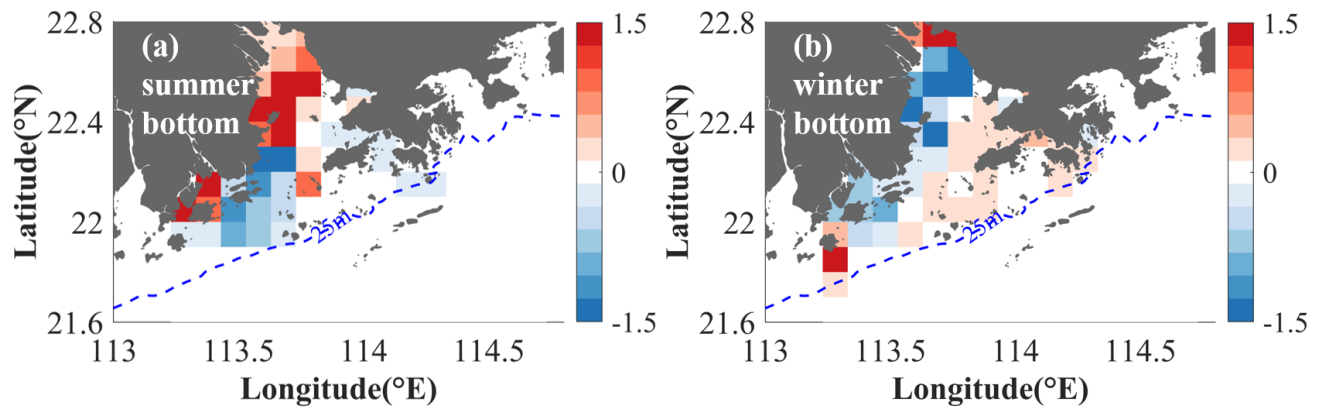 22.8
22.4
22
21.6
Latitude(°N)
(a)
summer
bottom
25m
113
113.5
114
114.5
Longitude(°E)
1.5
0
-1.5
22.8
22.4
22
21.6
Latitude(°N)
(b)
winter
bottom
25m
113
113.5
114
114.5
Longitude(°E)
1.5
0
-1.5